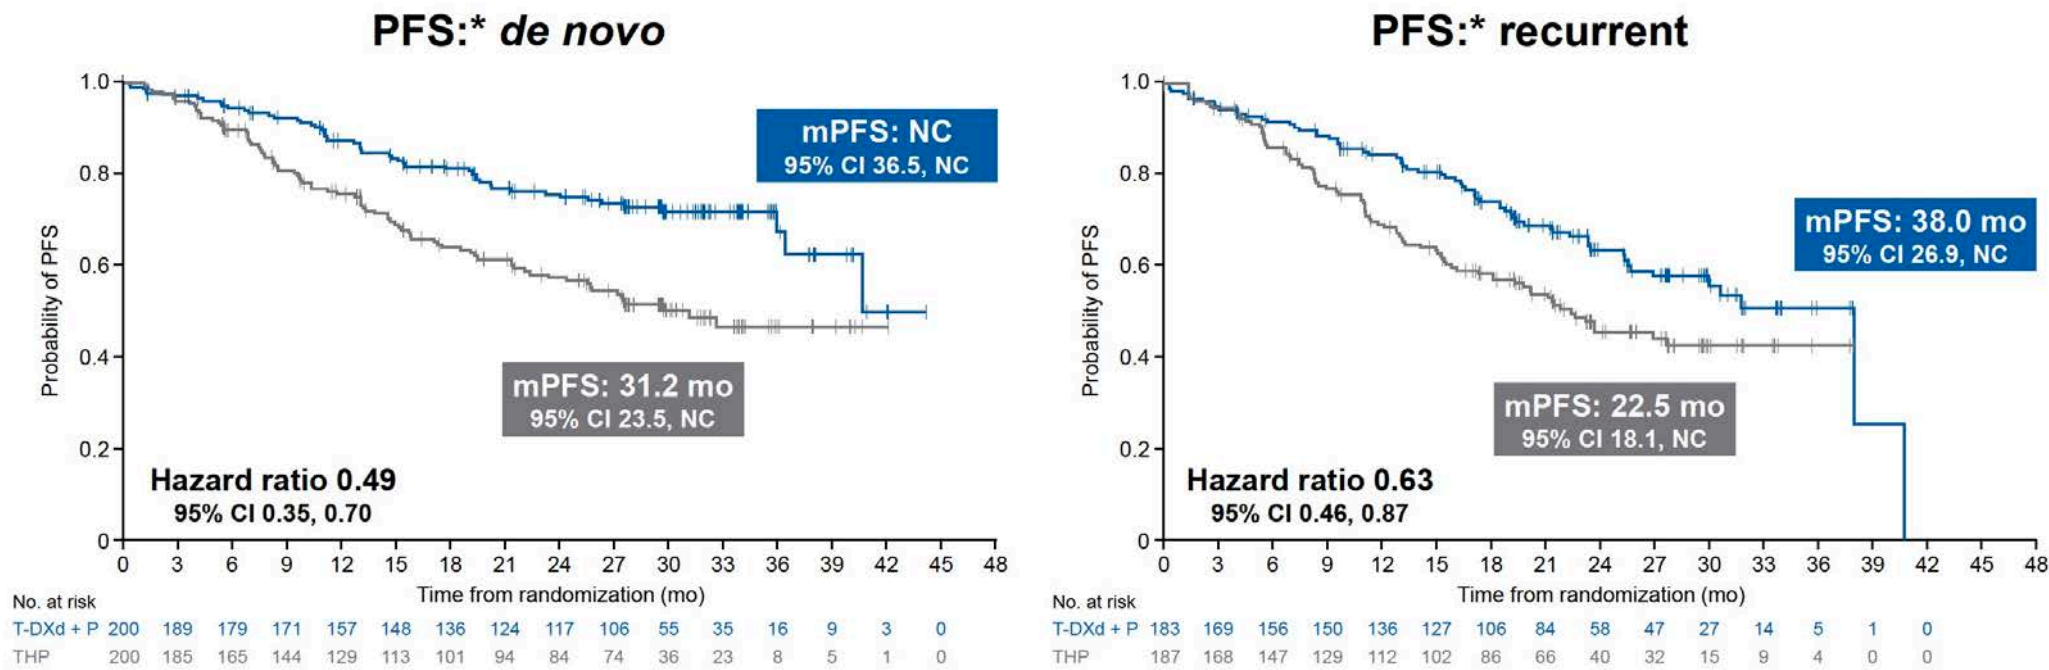 PFS:* de novo
1.0
0.8
0.6
0.4
0.2
0
Probability of PFS
mPFS: NC
95% CI 36.5, NC
mPFS: 31.2 mo
95% CI 23.5, NC
Hazard ratio 0.49
95% CI 0.35, 0.70
0 3 6 9 12 15 18 21 24 27 30 33 36 39 42 45 48
Time from randomization (mo)
No. at risk
T-DXd + P 200 189 179 171 157 148 136 124 117 106 55 35 16 9 3 0
THP 200 185 165 144 129 113 101 94 84 74 36 23 8 5 1 0
PFS:* recurrent
1.0
0.8
0.6
0.4
0.2
0
Probability of PFS
mPFS: 38.0 mo
95% CI 26.9, NC
mPFS: 22.5 mo
95% CI 18.1, NC
Hazard ratio 0.63
95% CI 0.46, 0.87
0 3 6 9 12 15 18 21 24 27 30 33 36 39 42 45 48
Time from randomization (mo)
No. at risk
T-DXd + P 183 169 156 150 136 127 106 84 58 47 27 14 5 1 0
THP 187 168 147 129 112 102 86 66 40 32 15 9 4 0 0